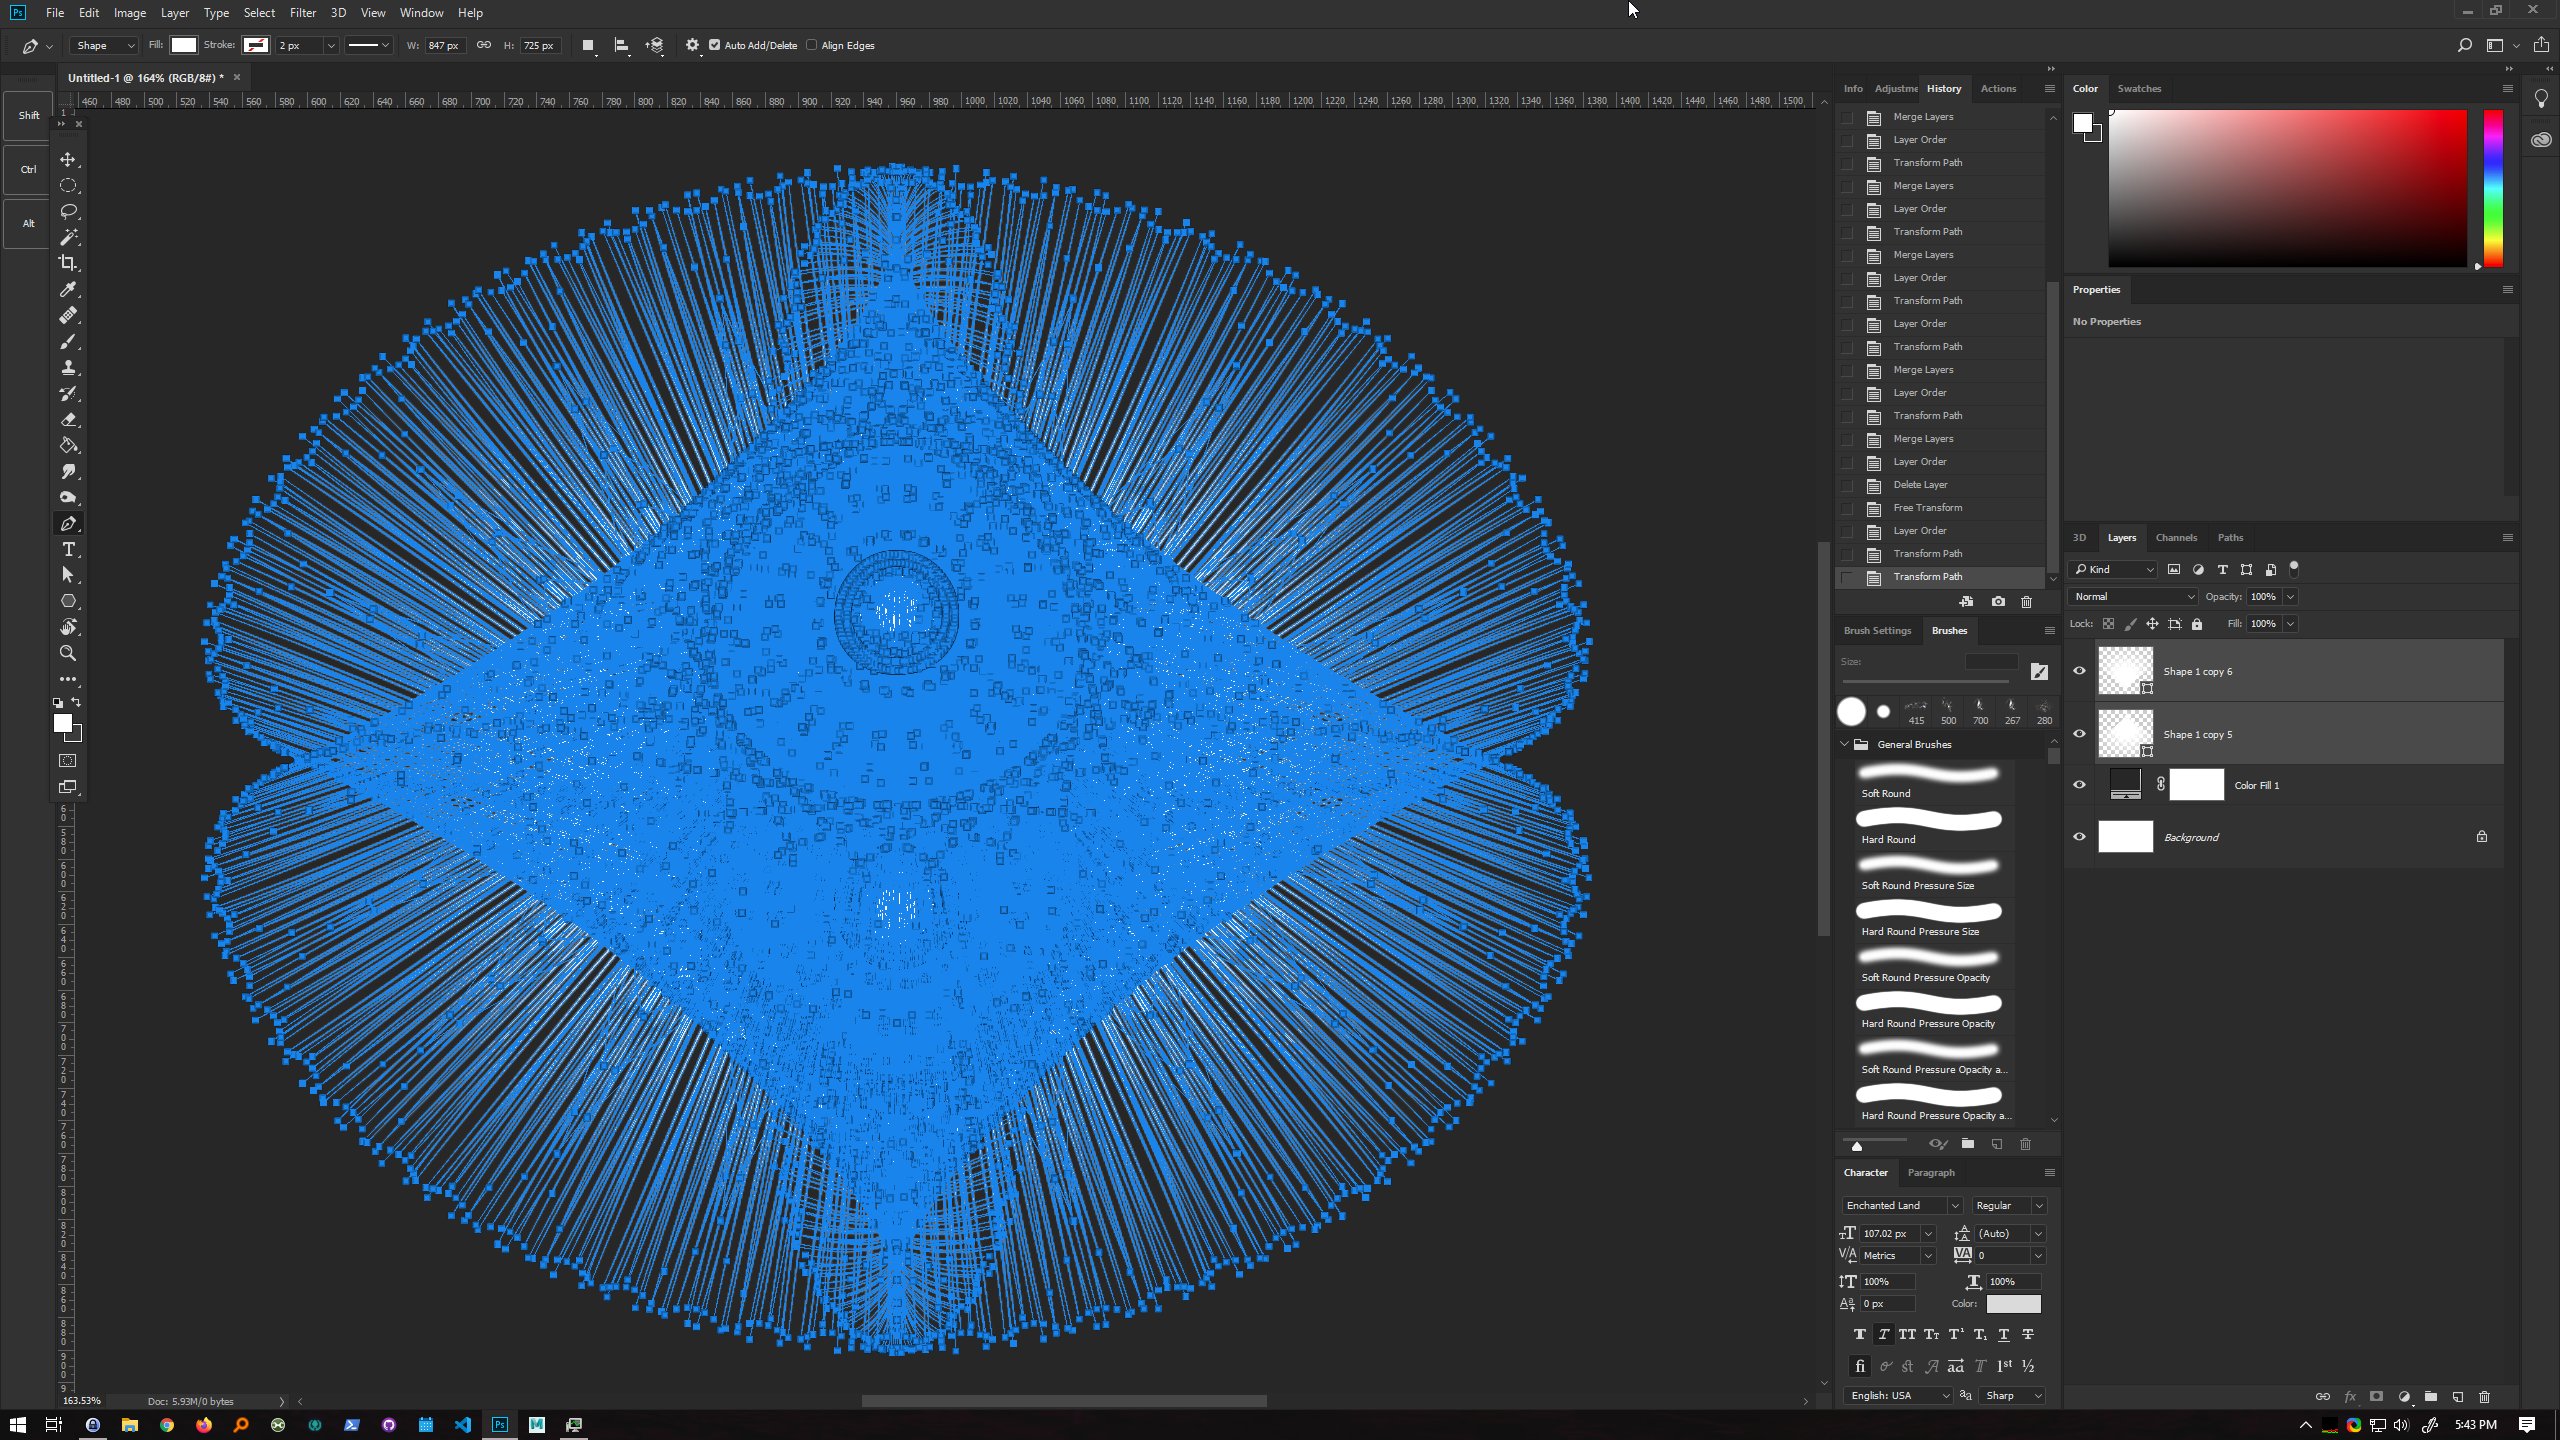 Ps File Edit Image Layer Type Select Filter 3D View Window Help
Shape Fill: Stroke: 2 px W: 847 px H: 725 px Auto Add/Delete Align Edges
Untitled-1 @ 164% (RGB/8#) *
460 480 500 520 540 560 580 600 620 640 660 680 700 720 740 760 780 800 820 840 860 880 900 920 940 960 980 1000 1020 1040 1060 1080 1100 1120 1140 1160 1180 1200 1220 1240 1260 1280 1300 1320 1340 1360 1380 1400 1420 1440 1460 1480 1500
Shift
Ctrl
Alt
Info Adjustme History Actions
Merge Layers
Layer Order
Transform Path
Merge Layers
Layer Order
Transform Path
Merge Layers
Layer Order
Transform Path
Layer Order
Transform Path
Merge Layers
Layer Order
Transform Path
Merge Layers
Layer Order
Delete Layer
Free Transform
Layer Order
Transform Path
Transform Path
Brush Settings Brushes
Size:
415 500 700 267 280
General Brushes
Soft Round
Hard Round
Soft Round Pressure Size
Hard Round Pressure Size
Soft Round Pressure Opacity
Hard Round Pressure Opacity
Soft Round Pressure Opacity a...
Hard Round Pressure Opacity a...
Character Paragraph
Enchanted Land Regular
107.02 px (Auto)
Metrics 0
100% 100%
0 px Color:
English: USA Sharp
Color Swatches
Properties
No Properties
3D Layers Channels Paths
Kind
Normal Opacity: 100%
Lock: Fill: 100%
Shape 1 copy 6
Shape 1 copy 5
Color Fill 1
Background
163.53% Doc: 5.93M/0 bytes
5:43 PM